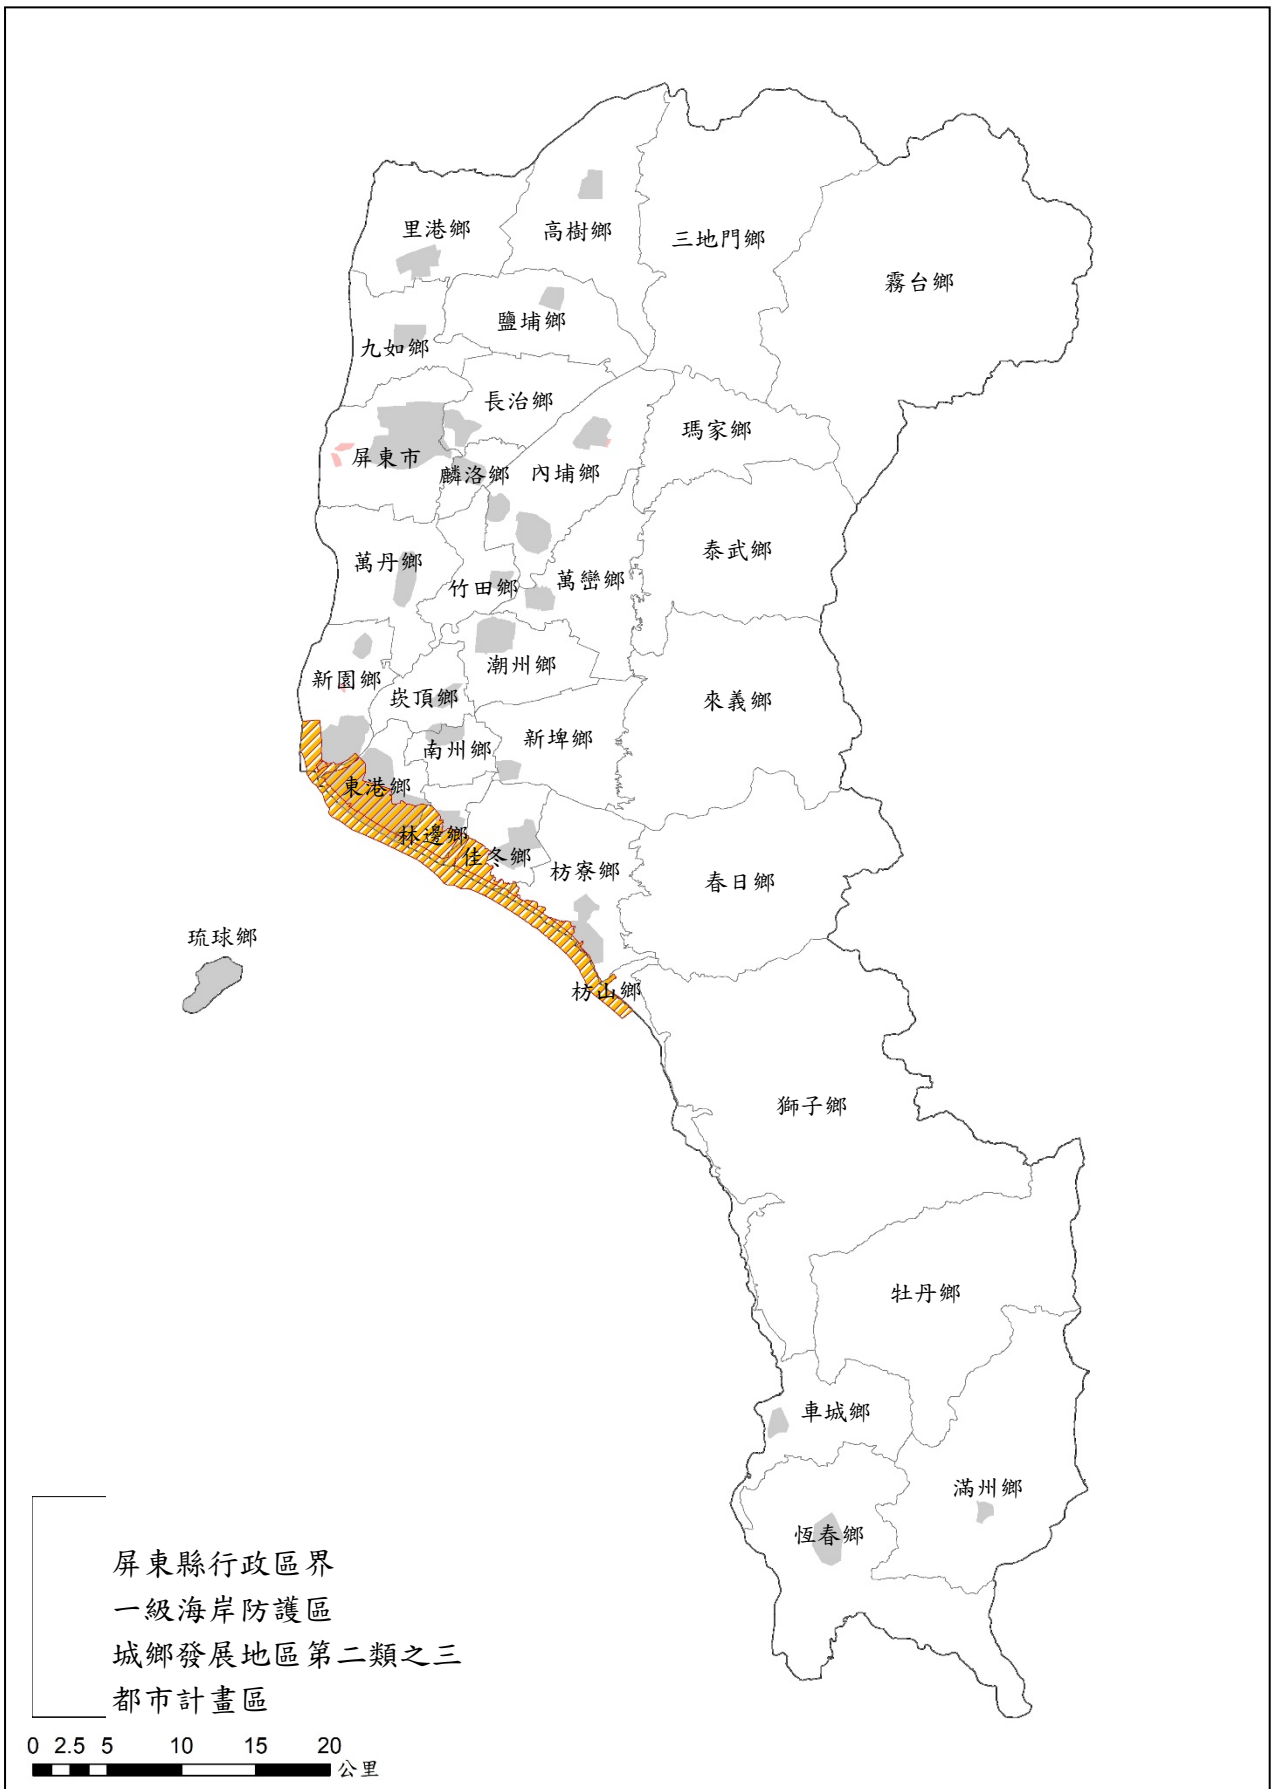 里港鄉
高樹鄉
三地門鄉
霧台鄉
鹽埔鄉
九如鄉
長治鄉
瑪家鄉
屏東市
麟洛鄉
內埔鄉
泰武鄉
萬丹鄉
竹田鄉
萬巒鄉
潮州鄉
新園鄉
崁頂鄉
來義鄉
南州鄉
新埤鄉
東港鄉
林邊鄉
佳冬鄉
枋寮鄉
春日鄉
琉球鄉
枋山鄉
獅子鄉
牡丹鄉
車城鄉
滿州鄉
恆春鄉
屏東縣行政區界
一級海岸防護區
城鄉發展地區第二類之三
都市計畫區
0 2.5 5 10 15 20
公里